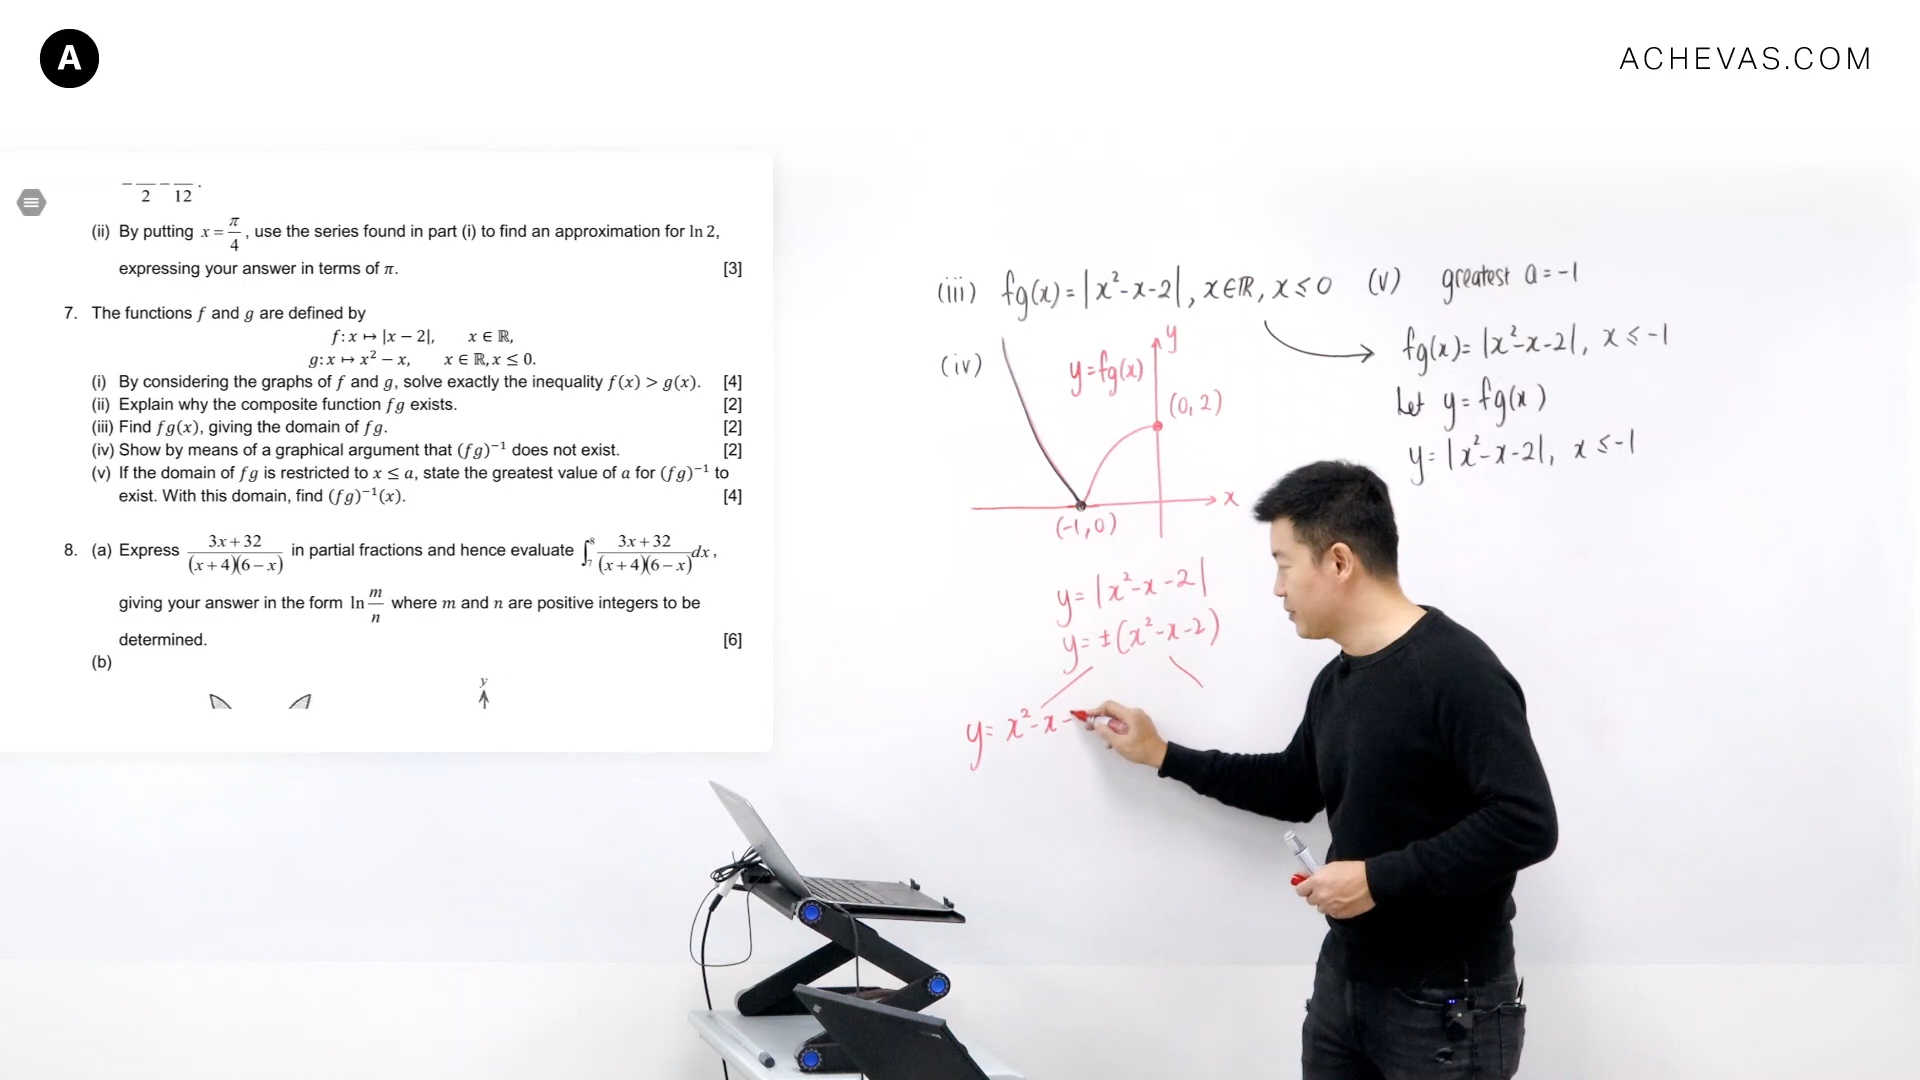 A
ACHEVAS.COM
2 12 .
(ii) By putting x = π/4 , use the series found in part (i) to find an approximation for ln 2,
expressing your answer in terms of π. [3]
7. The functions f and g are defined by
f: x ↦ |x − 2|, x ∈ ℝ,
g: x ↦ x² − x, x ∈ ℝ, x ≤ 0.
(i) By considering the graphs of f and g, solve exactly the inequality f(x) > g(x). [4]
(ii) Explain why the composite function fg exists. [2]
(iii) Find fg(x), giving the domain of fg. [2]
(iv) Show by means of a graphical argument that (fg)⁻¹ does not exist. [2]
(v) If the domain of fg is restricted to x ≤ a, state the greatest value of a for (fg)⁻¹ to
exist. With this domain, find (fg)⁻¹(x). [4]
8. (a) Express (3x+32)/((x+4)(6−x)) in partial fractions and hence evaluate ∫₇⁸ (3x+32)/((x+4)(6−x)) dx ,
giving your answer in the form ln m/n where m and n are positive integers to be
determined. [6]
(b)
y
(iii) fg(x) = |x²-x-2|, x∈ℝ, x ≤ 0
(iv)
y=fg(x)
y
(0, 2)
x
(-1, 0)
y = |x²-x-2|
y = ±(x²-x-2)
y = x²-x-
(v) greatest a = -1
fg(x) = |x²-x-2|, x ≤ -1
Let y = fg(x)
y = |x²-x-2|, x ≤ -1